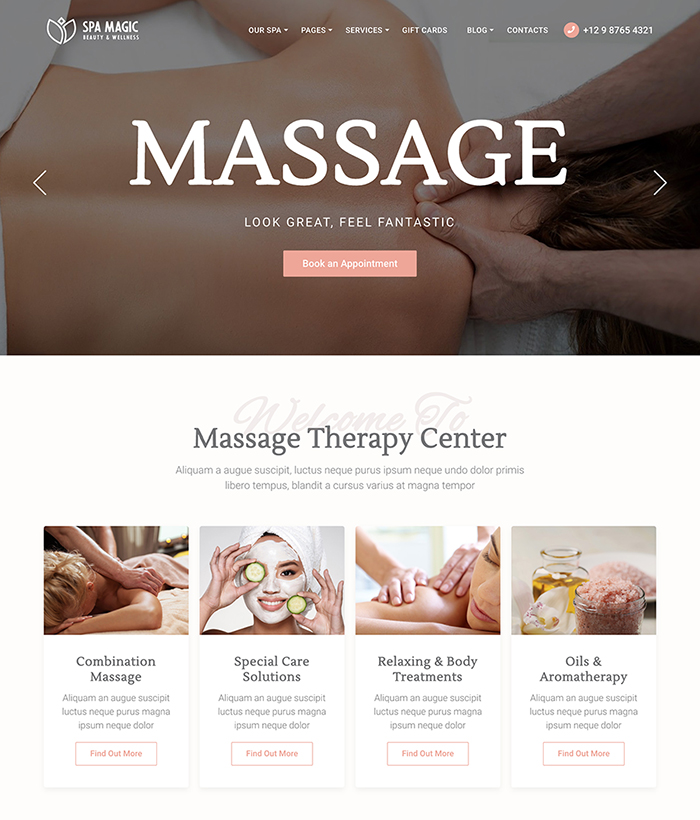 SPA MAGIC
BEAUTY & WELLNESS
OUR SPA PAGES SERVICES GIFT CARDS BLOG CONTACTS +12 9 8765 4321
MASSAGE
LOOK GREAT, FEEL FANTASTIC
Book an Appointment
Welcome To
Massage Therapy Center
Aliquam a augue suscipit, luctus neque purus ipsum neque undo dolor primis
libero tempus, blandit a cursus varius at magna tempor
Combination
Massage
Aliquam an augue suscipit
luctus neque purus magna
ipsum neque dolor
Find Out More
Special Care
Solutions
Aliquam an augue suscipit
luctus neque purus magna
ipsum neque dolor
Find Out More
Relaxing & Body
Treatments
Aliquam an augue suscipit
luctus neque purus magna
ipsum neque dolor
Find Out More
Oils &
Aromatherapy
Aliquam an augue suscipit
luctus neque purus magna
ipsum neque dolor
Find Out More